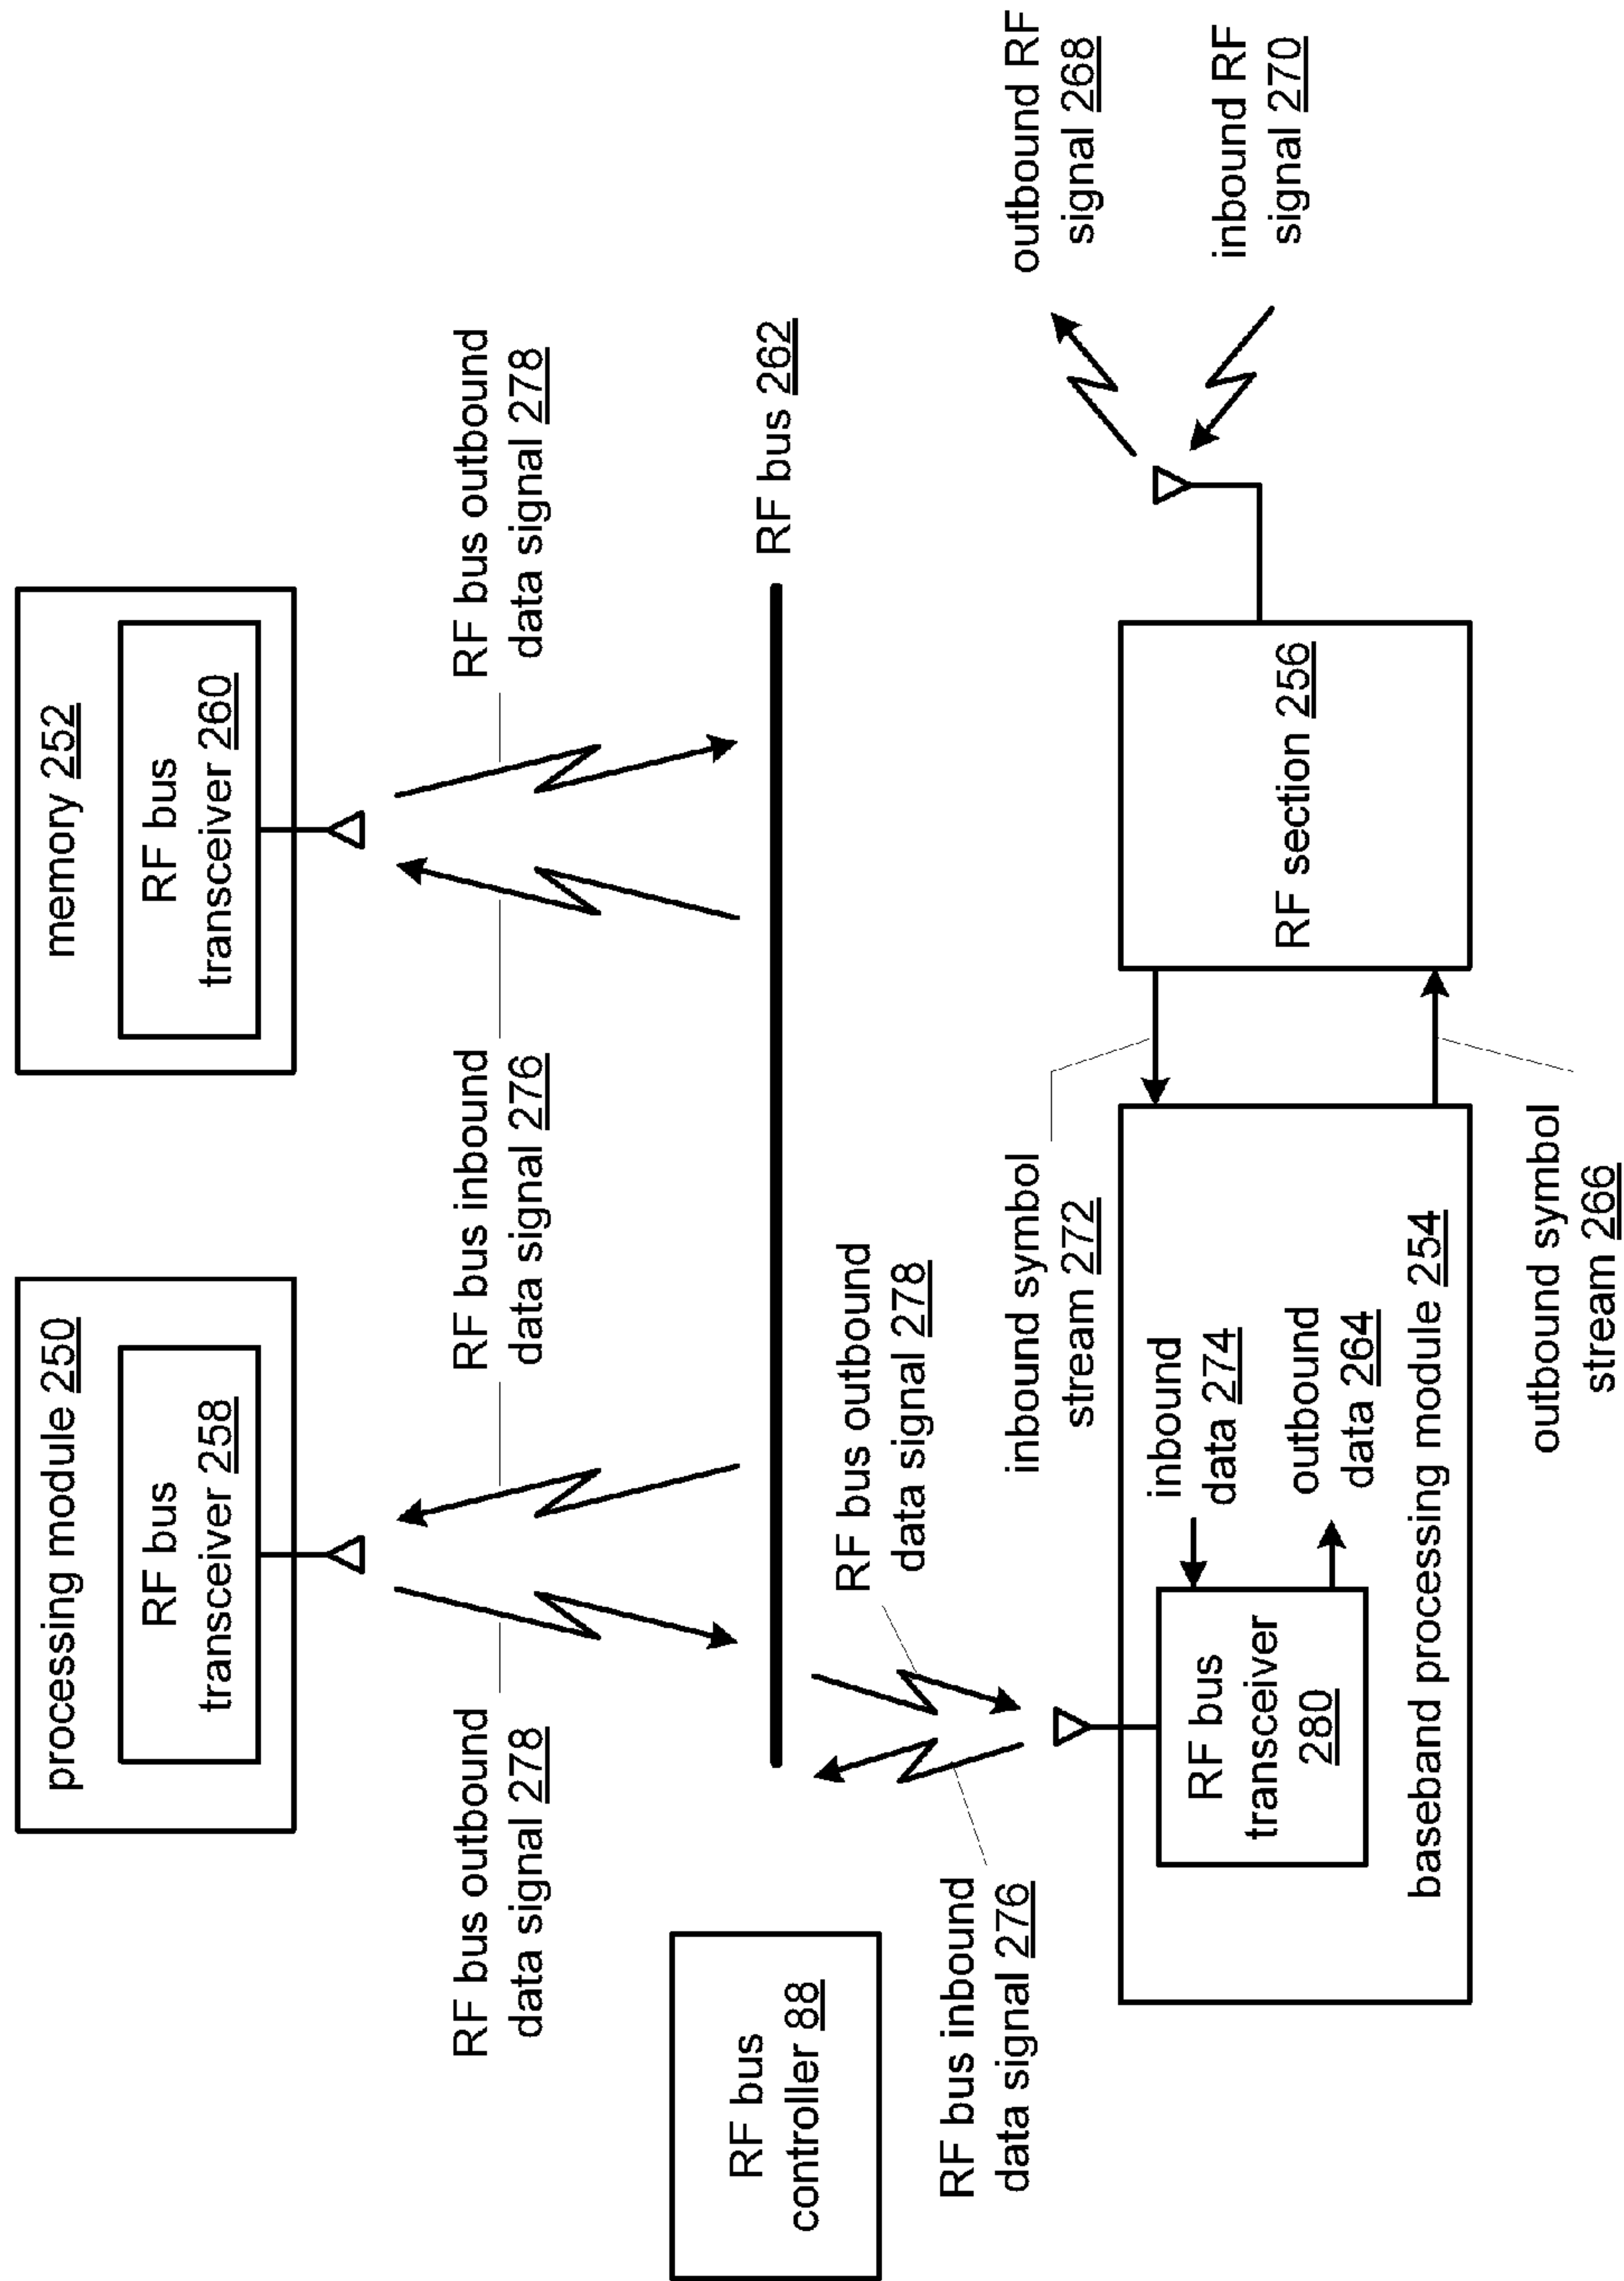 processing module 250
RF bus
transceiver 258
memory 252
RF bus
transceiver 260
RF bus outbound
data signal 278
RF bus inbound
data signal 276
RF bus outbound
data signal 278
RF bus
controller 88
RF bus 262
RF bus outbound
data signal 278
RF bus inbound
data signal 276
inbound symbol
stream 272
outbound RF
signal 268
inbound RF
signal 270
RF bus
transceiver
280
inbound
data 274
outbound
data 264
baseband processing module 254
RF section 256
outbound symbol
stream 266